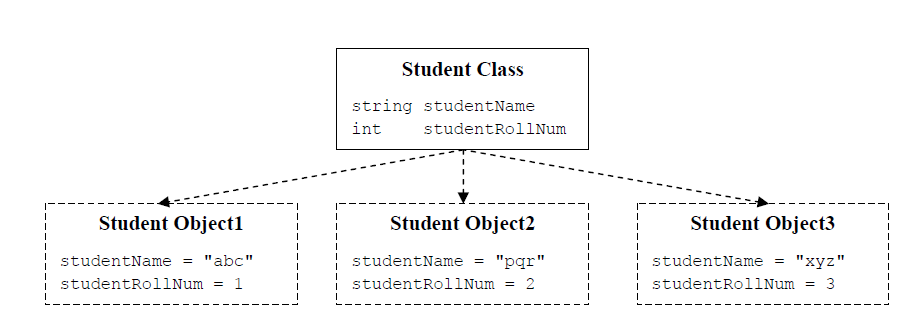 Student Class
string studentName
int    studentRollNum
Student Object1
studentName = "abc"
studentRollNum = 1
Student Object2
studentName = "pqr"
studentRollNum = 2
Student Object3
studentName = "xyz"
studentRollNum = 3